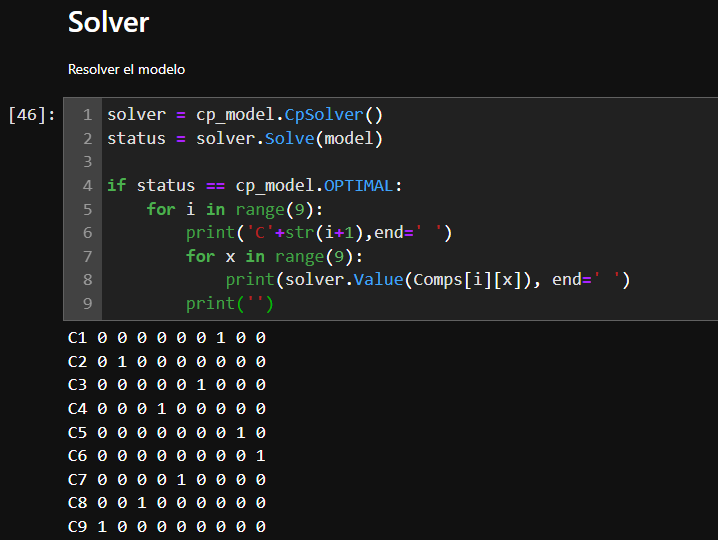 Solver
Resolver el modelo
[46]:
1 solver = cp_model.CpSolver()
2 status = solver.Solve(model)
3
4 if status == cp_model.OPTIMAL:
5     for i in range(9):
6         print('C'+str(i+1),end=' ')
7         for x in range(9):
8             print(solver.Value(Comps[i][x]), end=' ')
9         print('')
C1 0 0 0 0 0 0 1 0 0
C2 0 1 0 0 0 0 0 0 0
C3 0 0 0 0 0 1 0 0 0
C4 0 0 0 1 0 0 0 0 0
C5 0 0 0 0 0 0 0 1 0
C6 0 0 0 0 0 0 0 0 1
C7 0 0 0 0 1 0 0 0 0
C8 0 0 1 0 0 0 0 0 0
C9 1 0 0 0 0 0 0 0 0